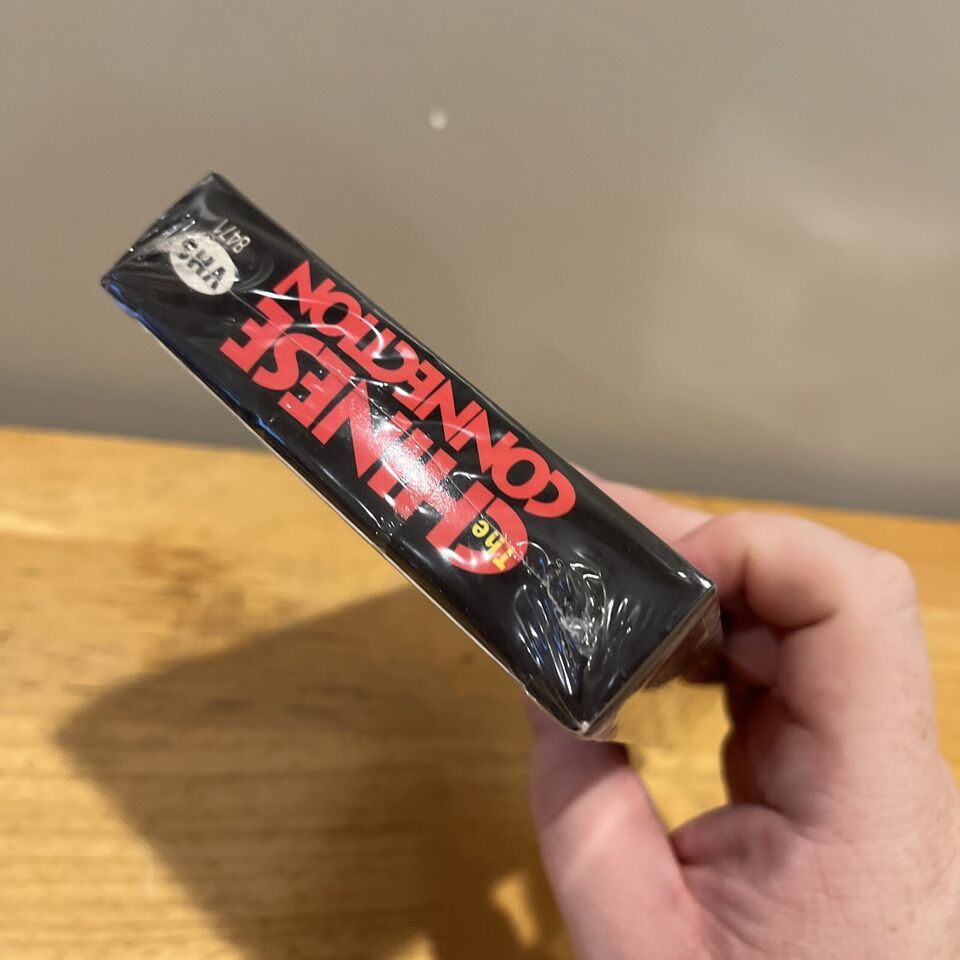 The
CHINESE
CONNECTION
VHS
8471